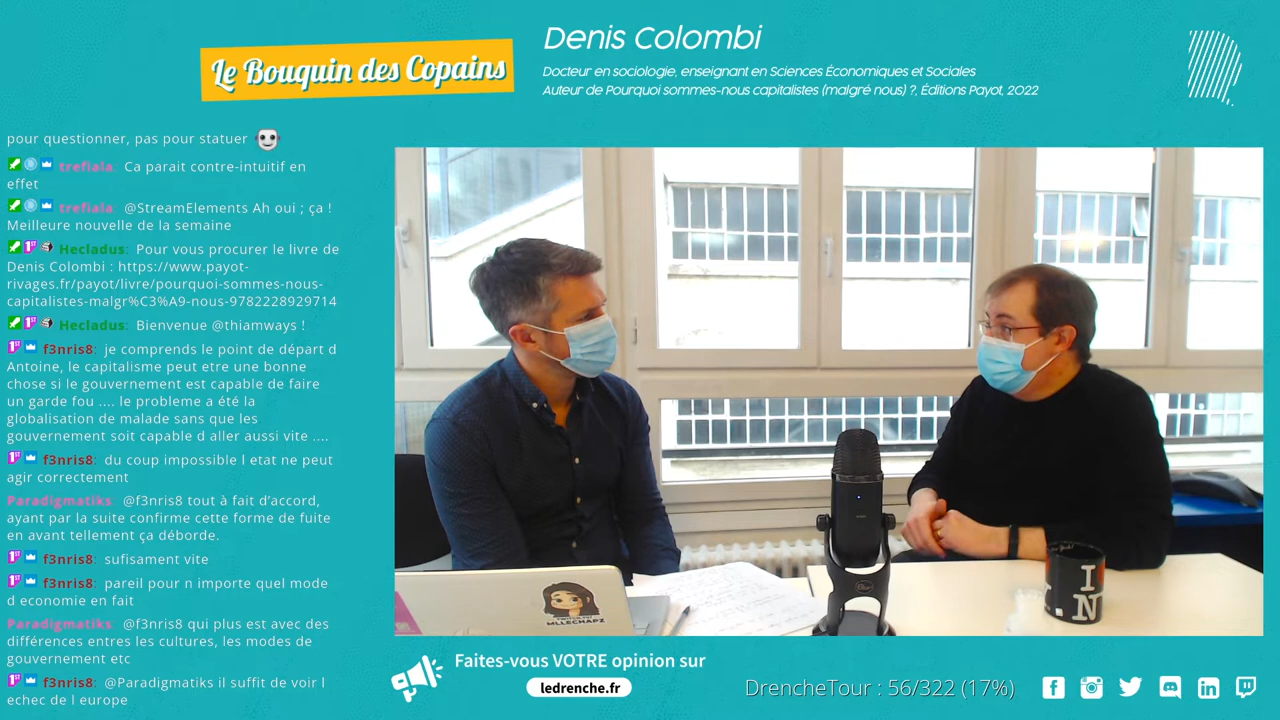 Le Bouquin des Copains
Denis Colombi
Docteur en sociologie, enseignant en Sciences Économiques et Sociales
Auteur de Pourquoi sommes-nous capitalistes (malgré nous) ?, Éditions Payot, 2022
pour questionner, pas pour statuer
trefiala: Ca parait contre-intuitif en
effet
trefiala: @StreamElements Ah oui ; ça !
Meilleure nouvelle de la semaine
Hecladus: Pour vous procurer le livre de
Denis Colombi : https://www.payot-
rivages.fr/payot/livre/pourquoi-sommes-nous-
capitalistes-malgr%C3%A9-nous-9782228929714
Hecladus: Bienvenue @thiamways !
f3nris8: je comprends le point de départ d
Antoine, le capitalisme peut etre une bonne
chose si le gouvernement est capable de faire
un garde fou .... le probleme a été la
globalisation de malade sans que les
gouvernement soit capable d aller aussi vite ....
f3nris8: du coup impossible l etat ne peut
agir correctement
Paradigmatiks: @f3nris8 tout à fait d’accord,
ayant par la suite confirme cette forme de fuite
en avant tellement ça déborde.
f3nris8: sufisament vite
f3nris8: pareil pour n importe quel mode
d economie en fait
Paradigmatiks: @f3nris8 qui plus est avec des
différences entres les cultures, les modes de
gouvernement etc
f3nris8: @Paradigmatiks il suffit de voir l
echec de l europe
MLLECHAPZ
I
N
Faites-vous VOTRE opinion sur
ledrenche.fr
DrencheTour : 56/322 (17%)